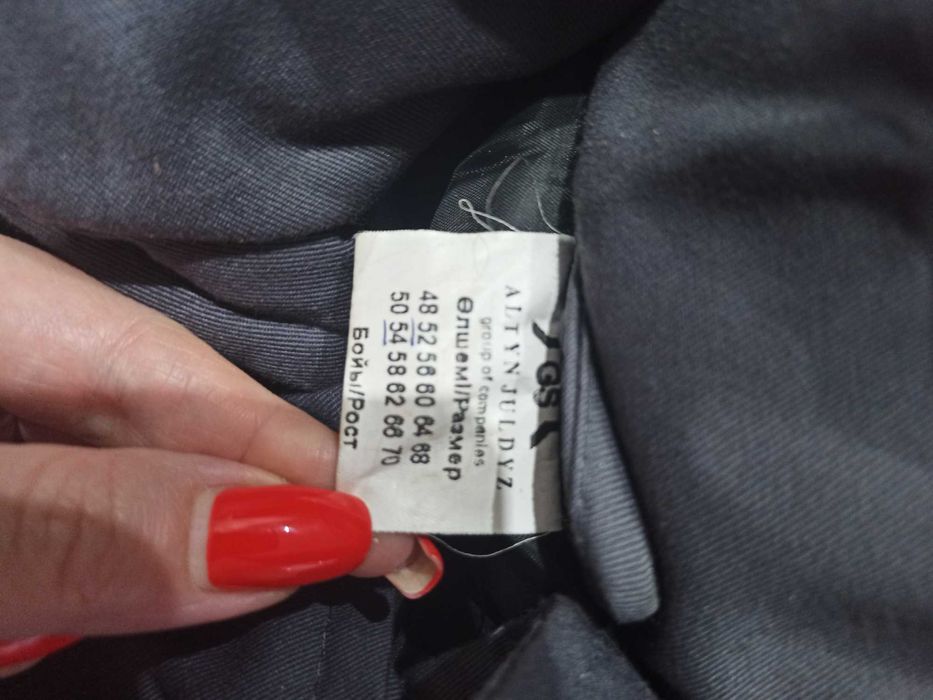 GS
ALTYN JULDYZ
group of companies
Өлшемі/Размер
48 52 56 60 64 68
50 54 58 62 66 70
Бойы/Рост